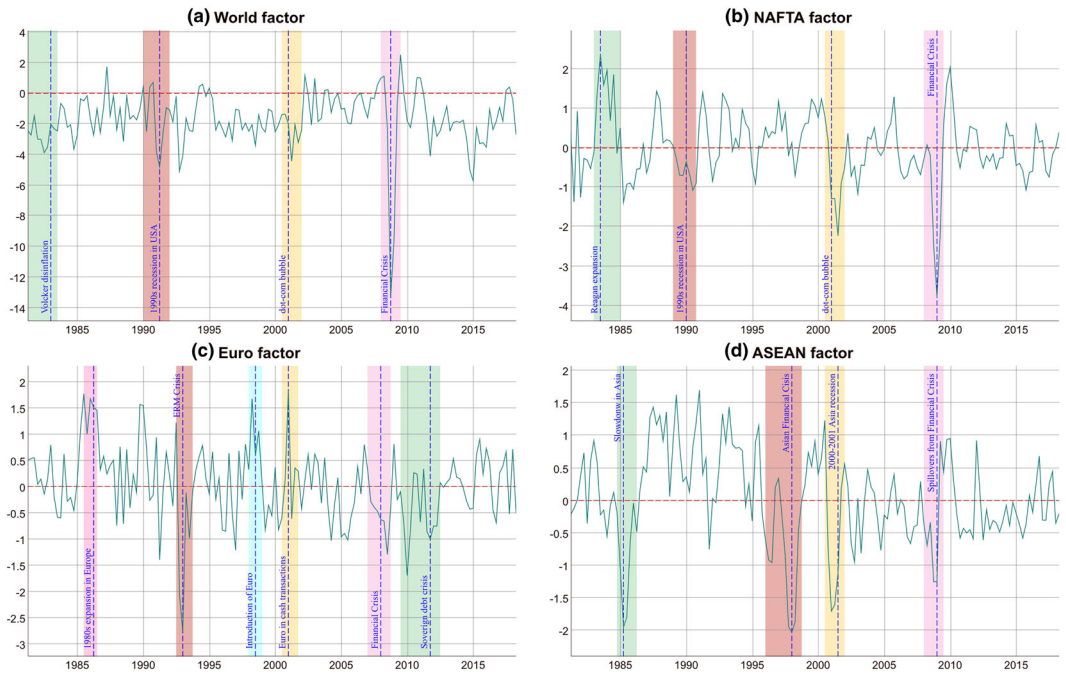 (a) World factor
4
2
0
-2
-4
-6
-8
-10
-12
-14
Volcker disinflation
1990s recession in USA
dot-com bubble
Financial Crisis
1985 1990 1995 2000 2005 2010 2015
(b) NAFTA factor
2
1
0
-1
-2
-3
-4
Reagan expansion
1990s recession in USA
dot-com bubble
Financial Crisis
1985 1990 1995 2000 2005 2010 2015
(c) Euro factor
2
1.5
1
0.5
0
-0.5
-1
-1.5
-2
-2.5
-3
1980s expansion in Europe
ERM Crisis
Introduction of Euro
Euro in cash transactions
Financial Crisis
Soverign debt crisis
1985 1990 1995 2000 2005 2010 2015
(d) ASEAN factor
2
1.5
1
0.5
0
-0.5
-1
-1.5
-2
Slowdonw in Asia
Asian Financial Cisis
2000-2001 Asia recession
Spillovers from Financial Crisis
1985 1990 1995 2000 2005 2010 2015